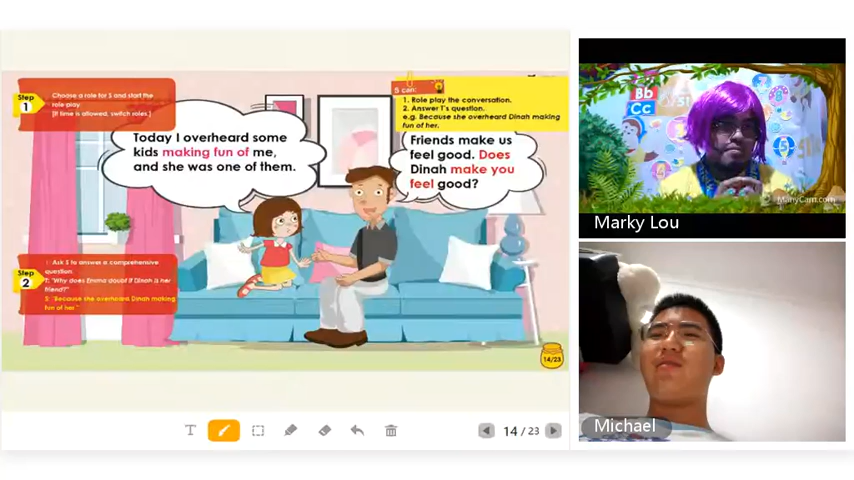 Step
1
Choose a role for S and start the
role play.
[If time is allowed, switch roles.]
Today I overheard some
kids making fun of me,
and she was one of them.
S can:
1. Role play the conversation.
2. Answer T's question.
e.g. Because she overheard Dinah making
fun of her.
Friends make us
feel good. Does
Dinah make you
feel good?
Step
2
1. Ask S to answer a comprehensive
question.
T: "Why does Emma doubt if Dinah is her
friend?"
S: "Because she overheard Dinah making
fun of her."
14/23
T
14 / 23
Bb
Cc
ManyCam.com
Marky Lou
Michael